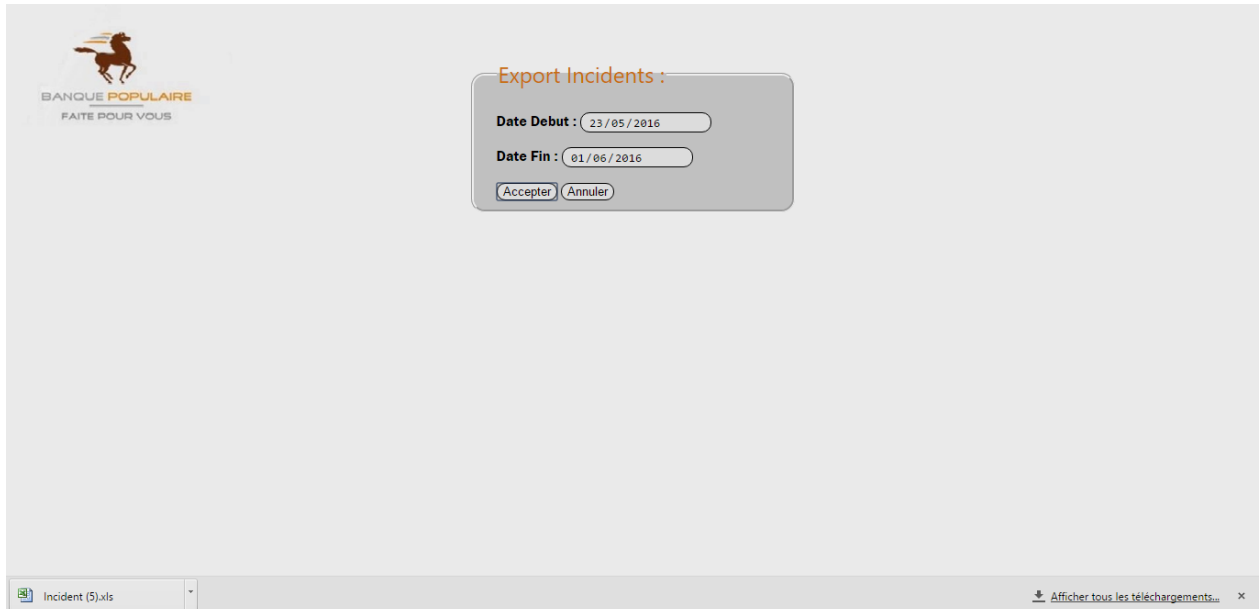 BANQUE POPULAIRE
FAITE POUR VOUS
Export Incidents :
Date Debut : 23/05/2016
Date Fin : 01/06/2016
Accepter Annuler
Incident (5).xls
Afficher tous les téléchargements... ×